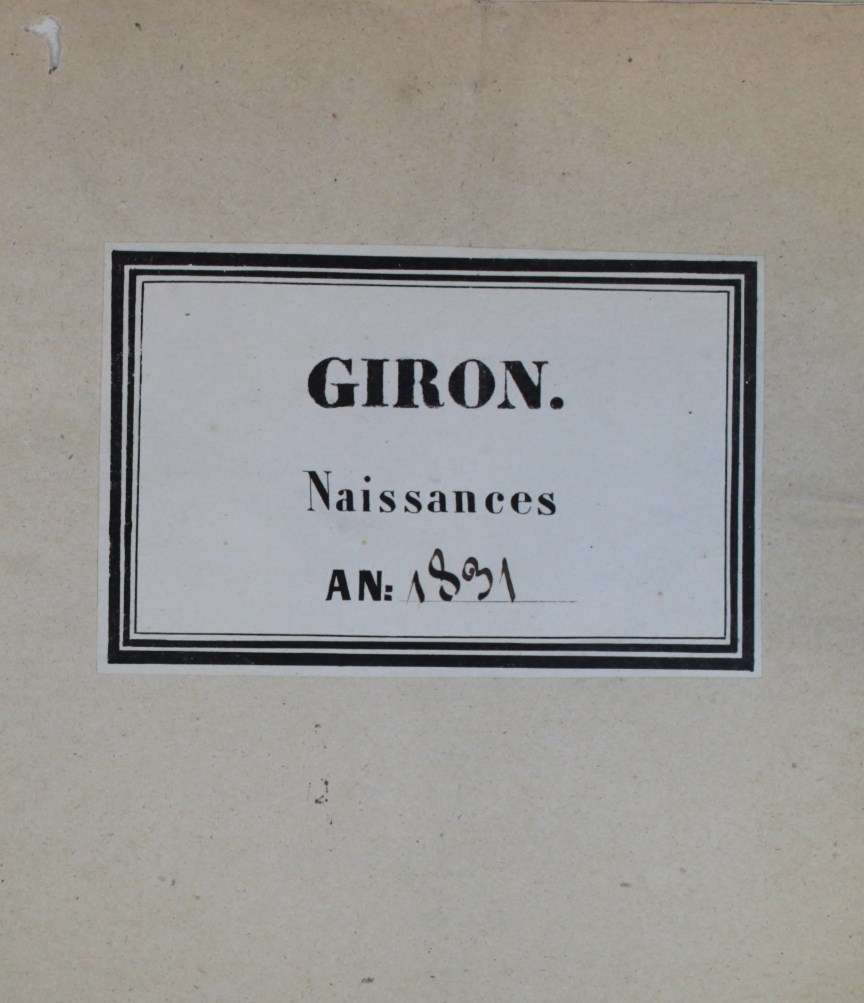 GIRON.
Naissances
AN: 1831